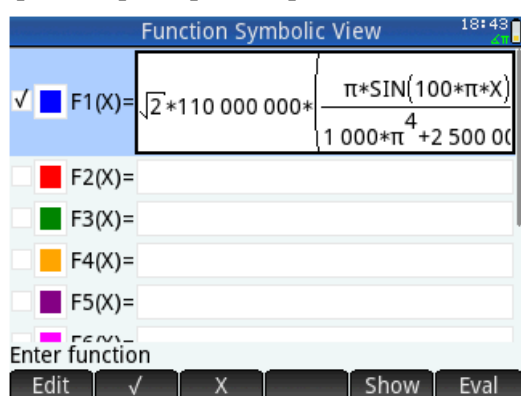 Function Symbolic View 18:43
∡π
√ F1(X)= √2*110 000 000*( π*SIN(100*π*X) / 1 000*π^4+2 500 00
F2(X)=
F3(X)=
F4(X)=
F5(X)=
Enter function
Edit √ X Show Eval